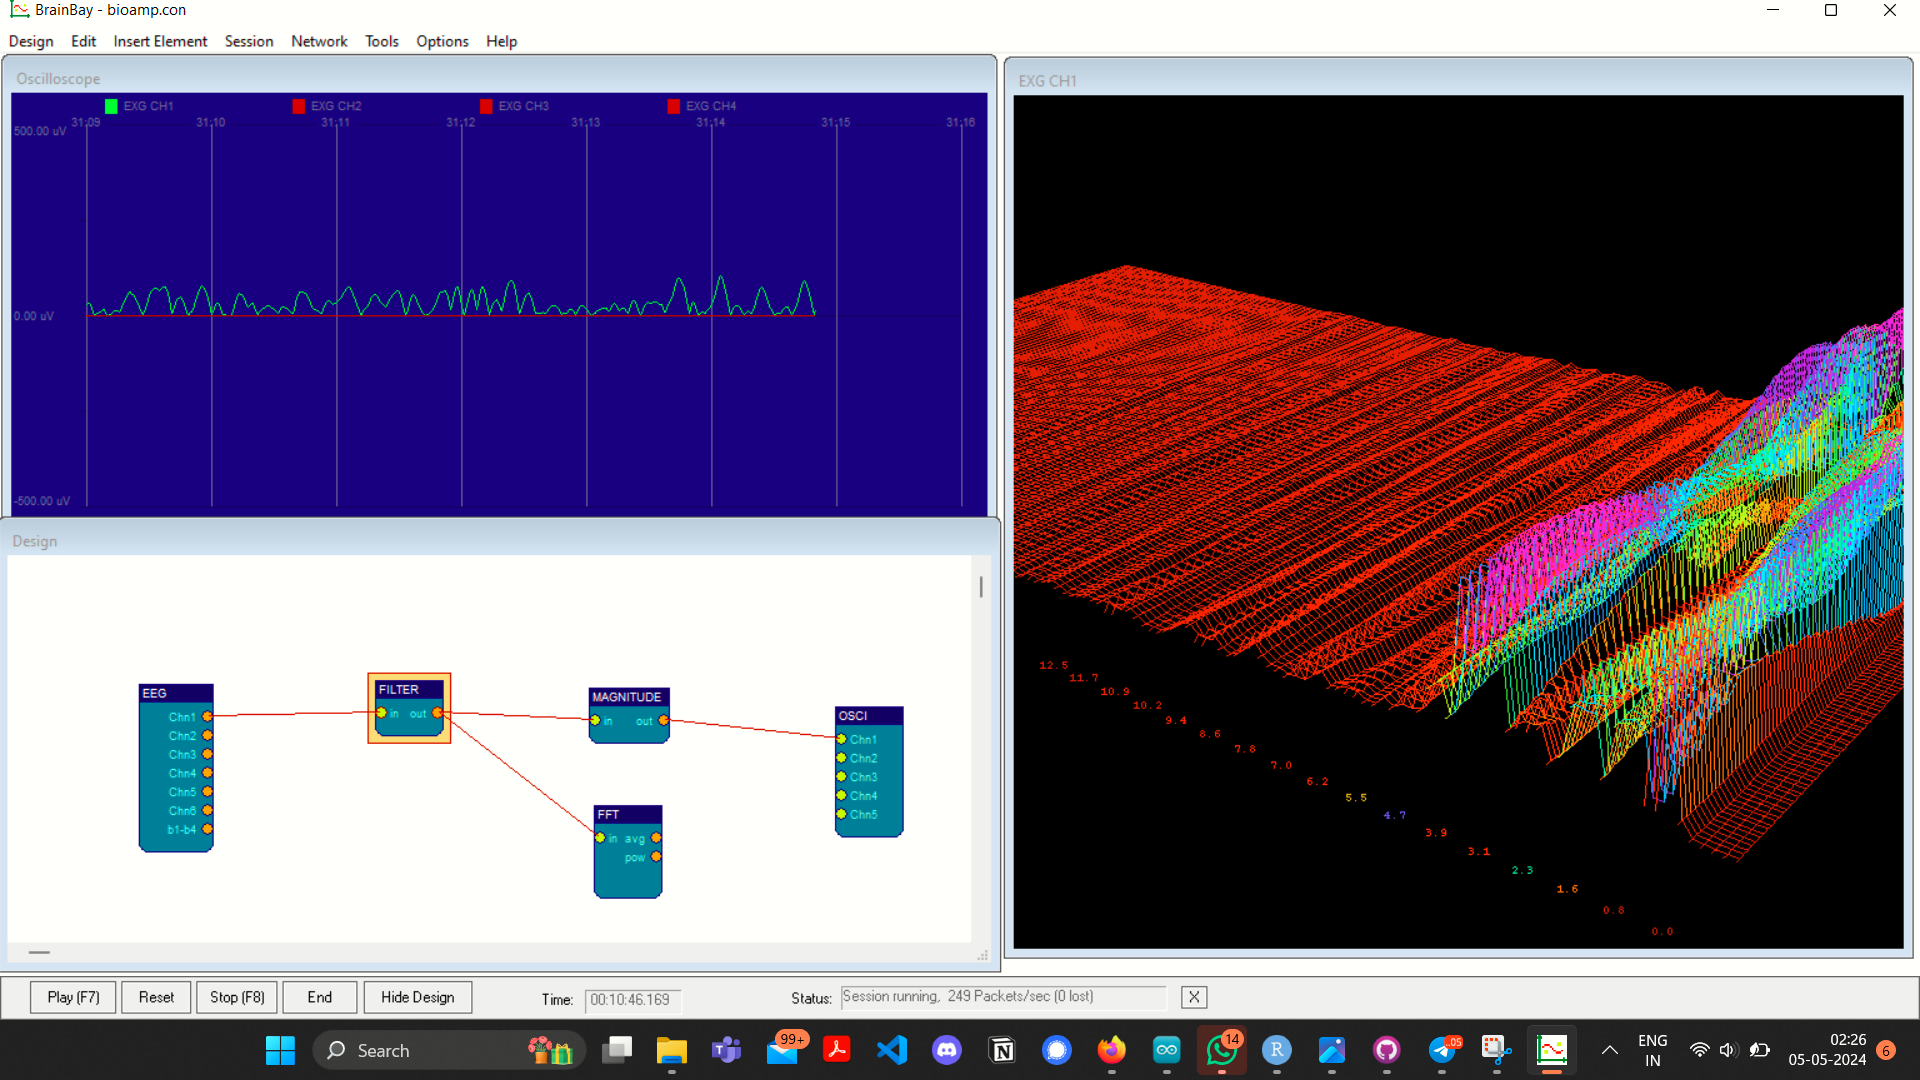 BrainBay - bioamp.con
Design Edit Insert Element Session Network Tools Options Help
Oscilloscope
EXG CH1 EXG CH2 EXG CH3 EXG CH4
31:09 31:10 31:11 31:12 31:13 31:14 31:15 31:16
500.00 uV
0.00 uV
-500.00 uV
EXG CH1
12.5
11.7
10.9
10.2
9.4
8.6
7.8
7.0
6.2
5.5
4.7
3.9
3.1
2.3
1.6
0.8
0.0
Design
EEG
Chn1
Chn2
Chn3
Chn4
Chn5
Chn6
b1-b4
FILTER
in out
MAGNITUDE
in out
FFT
in avg
pow
OSCI
Chn1
Chn2
Chn3
Chn4
Chn5
Play (F7) Reset Stop (F8) End Hide Design Time: 00:10:46.169 Status: Session running, 249 Packets/sec (0 lost) X
Search
99+
14
.05
ENG
IN
02:26
05-05-2024
6